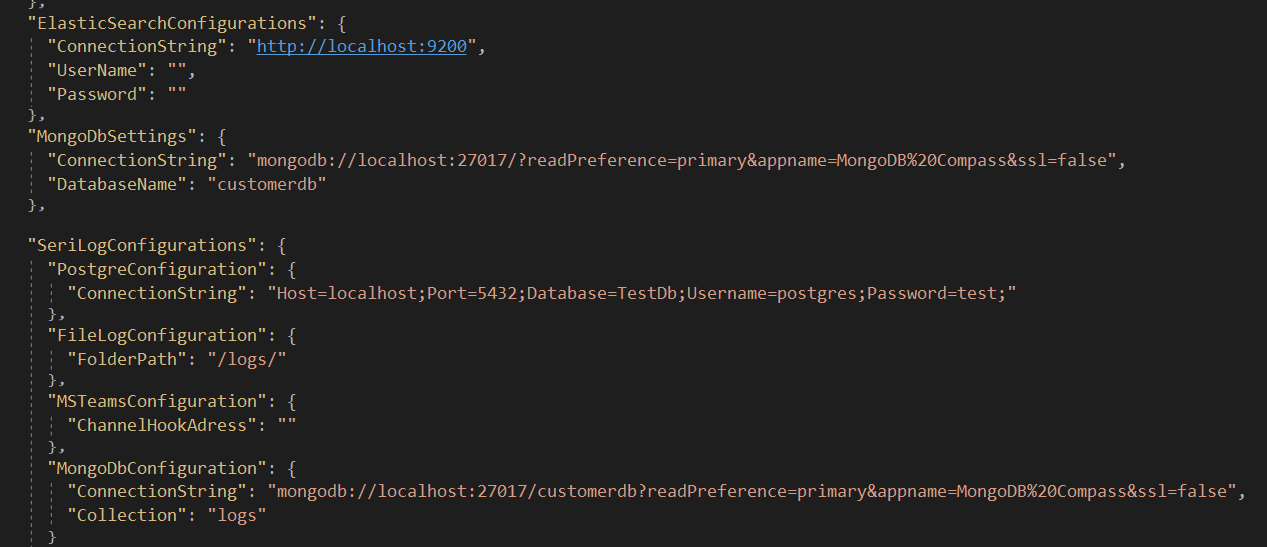 },
"ElasticSearchConfigurations": {
"ConnectionString": "http://localhost:9200",
"UserName": "",
"Password": ""
},
"MongoDbSettings": {
"ConnectionString": "mongodb://localhost:27017/?readPreference=primary&appname=MongoDB%20Compass&ssl=false",
"DatabaseName": "customerdb"
},
"SeriLogConfigurations": {
"PostgreConfiguration": {
"ConnectionString": "Host=localhost;Port=5432;Database=TestDb;Username=postgres;Password=test;"
},
"FileLogConfiguration": {
"FolderPath": "/logs/"
},
"MSTeamsConfiguration": {
"ChannelHookAdress": ""
},
"MongoDbConfiguration": {
"ConnectionString": "mongodb://localhost:27017/customerdb?readPreference=primary&appname=MongoDB%20Compass&ssl=false",
"Collection": "logs"
}